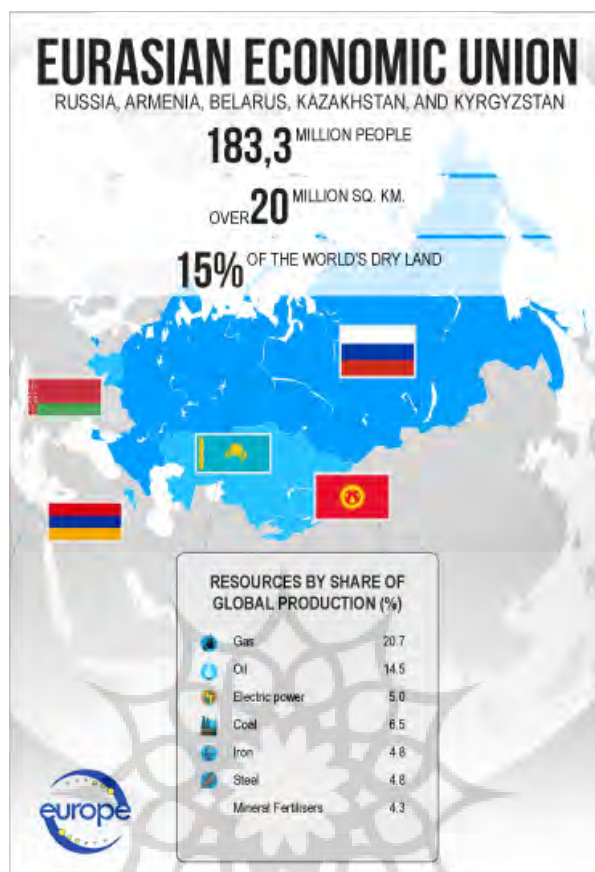 EURASIAN ECONOMIC UNION
RUSSIA, ARMENIA, BELARUS, KAZAKHSTAN, AND KYRGYZSTAN
183,3 MILLION PEOPLE
OVER 20 MILLION SQ. KM.
15% OF THE WORLD'S DRY LAND
RESOURCES BY SHARE OF
GLOBAL PRODUCTION (%)
Gas 20.7
Oil 14.5
Electric power 5.0
Coal 6.5
Iron 4.8
Steel 4.8
Mineral Fertilisers 4.3
europe